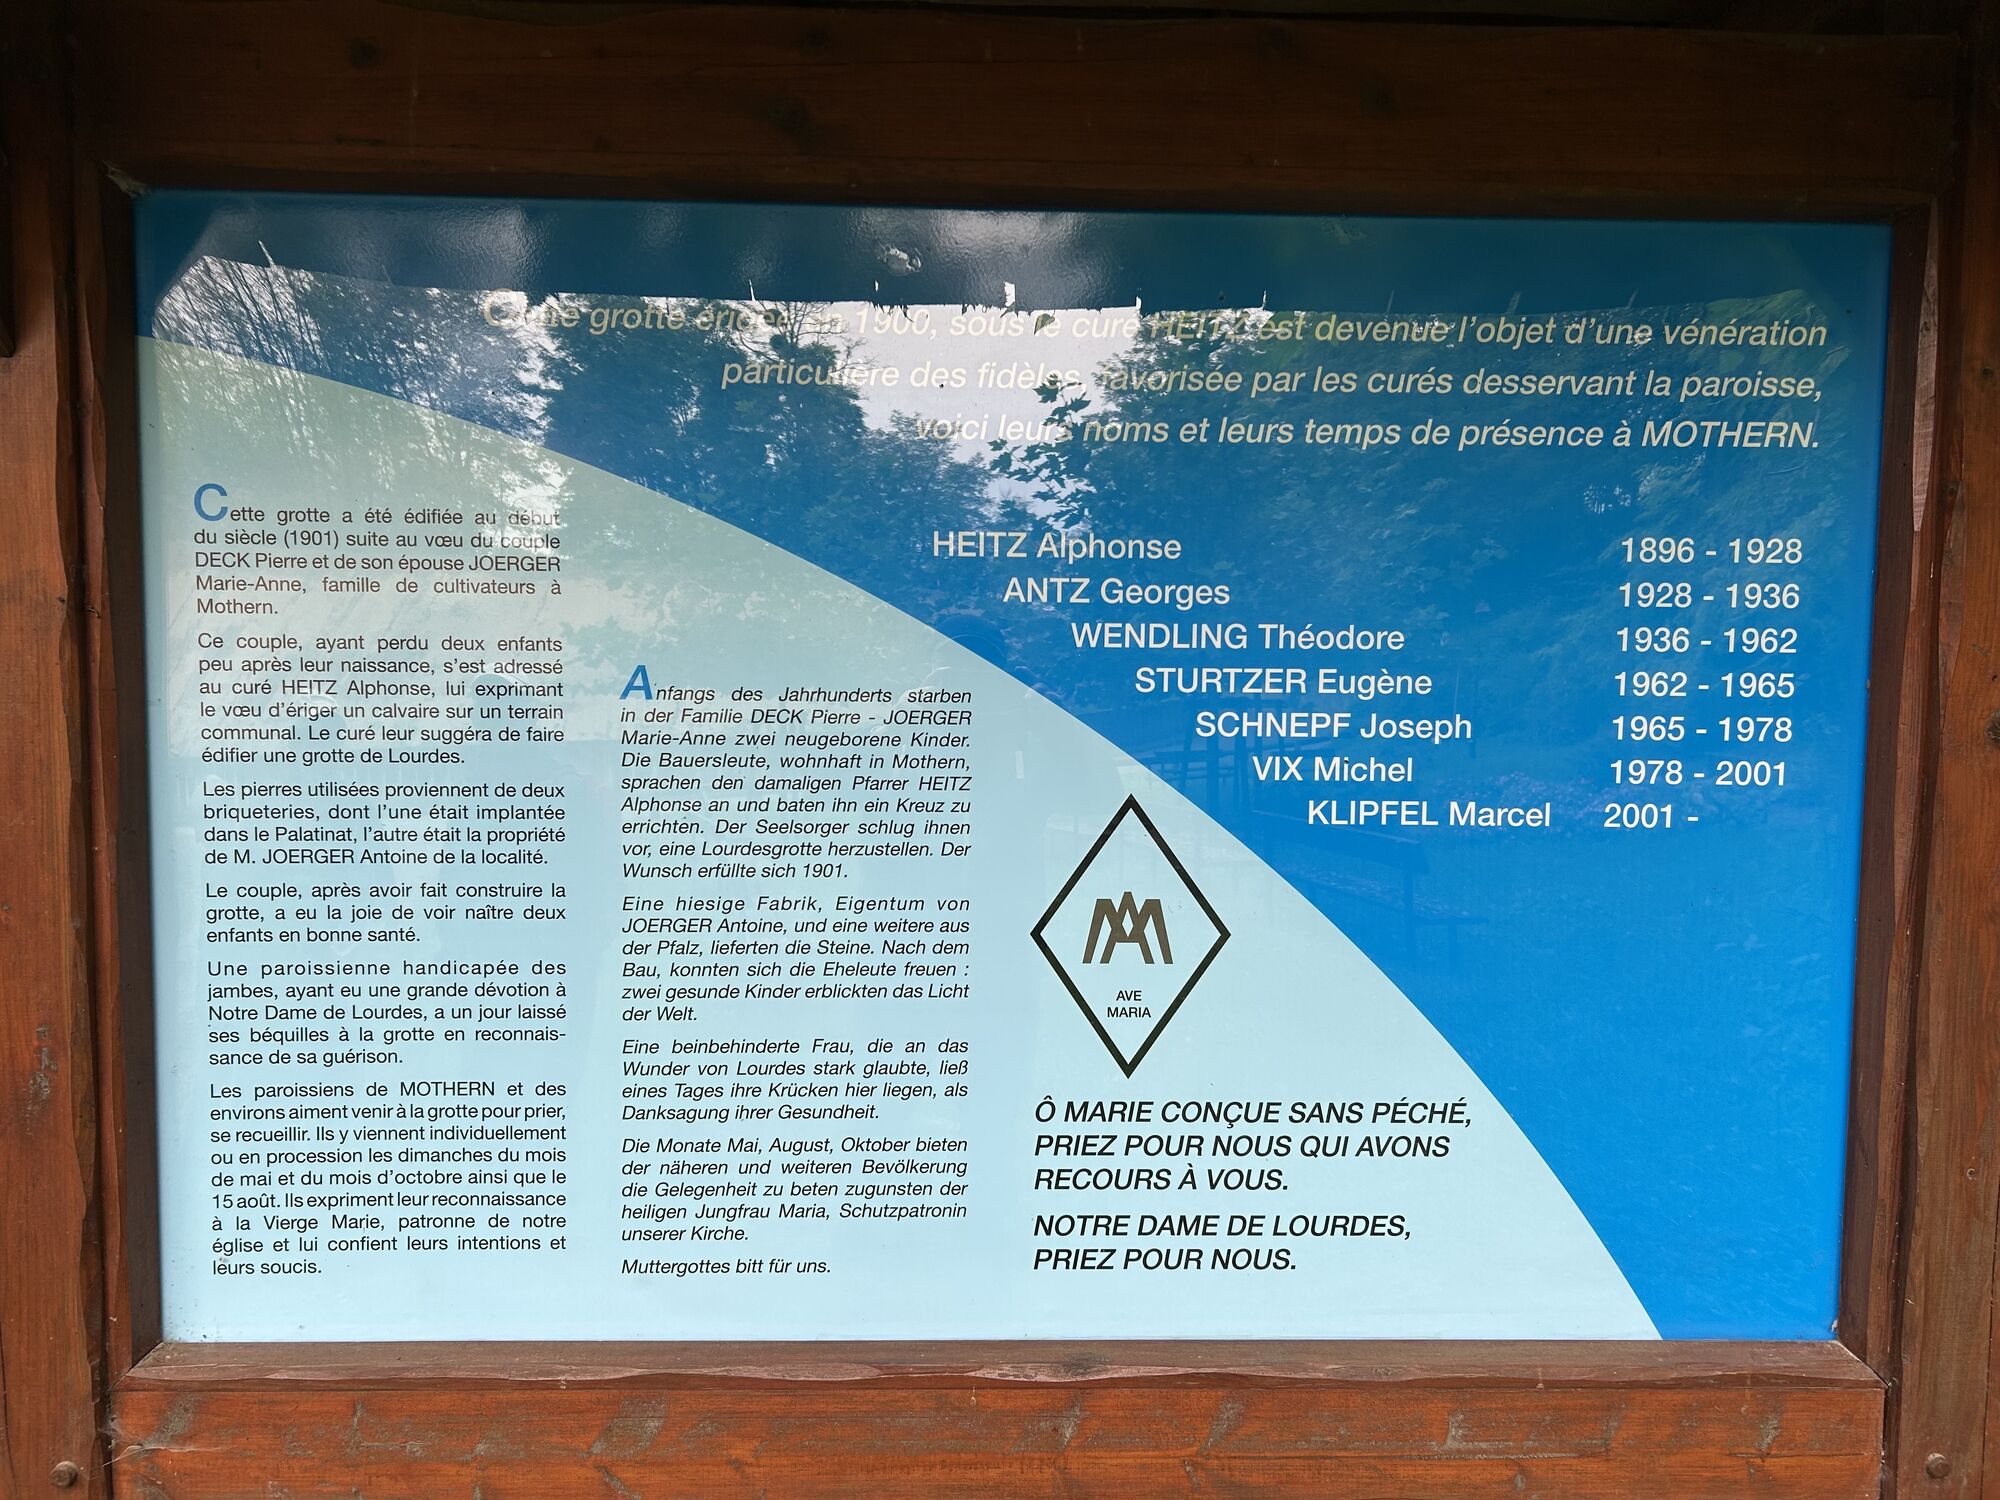 Cette grotte érigée en 1900, sous le curé HEITZ est devenue l'objet d'une vénération
particulière des fidèles, favorisée par les curés desservant la paroisse,
voici leurs noms et leurs temps de présence à MOTHERN.
Cette grotte a été édifiée au début
du siècle (1901) suite au vœu du couple
DECK Pierre et de son épouse JOERGER
Marie-Anne, famille de cultivateurs à
Mothern.
Ce couple, ayant perdu deux enfants
peu après leur naissance, s'est adressé
au curé HEITZ Alphonse, lui exprimant
le vœu d'ériger un calvaire sur un terrain
communal. Le curé leur suggéra de faire
édifier une grotte de Lourdes.
Les pierres utilisées proviennent de deux
briqueteries, dont l'une était implantée
dans le Palatinat, l'autre était la propriété
de M. JOERGER Antoine de la localité.
Le couple, après avoir fait construire la
grotte, a eu la joie de voir naître deux
enfants en bonne santé.
Une paroissienne handicapée des
jambes, ayant eu une grande dévotion à
Notre Dame de Lourdes, a un jour laissé
ses béquilles à la grotte en reconnais-
sance de sa guérison.
Les paroissiens de MOTHERN et des
environs aiment venir à la grotte pour prier,
se recueillir. Ils y viennent individuellement
ou en procession les dimanches du mois
de mai et du mois d'octobre ainsi que le
15 août. Ils expriment leur reconnaissance
à la Vierge Marie, patronne de notre
église et lui confient leurs intentions et
leurs soucis.
Anfangs des Jahrhunderts starben
in der Familie DECK Pierre - JOERGER
Marie-Anne zwei neugeborene Kinder.
Die Bauersleute, wohnhaft in Mothern,
sprachen den damaligen Pfarrer HEITZ
Alphonse an und baten ihn ein Kreuz zu
errichten. Der Seelsorger schlug ihnen
vor, eine Lourdesgrotte herzustellen. Der
Wunsch erfüllte sich 1901.
Eine hiesige Fabrik, Eigentum von
JOERGER Antoine, und eine weitere aus
der Pfalz, lieferten die Steine. Nach dem
Bau, konnten sich die Eheleute freuen :
zwei gesunde Kinder erblickten das Licht
der Welt.
Eine beinbehinderte Frau, die an das
Wunder von Lourdes stark glaubte, ließ
eines Tages ihre Krücken hier liegen, als
Danksagung ihrer Gesundheit.
Die Monate Mai, August, Oktober bieten
der näheren und weiteren Bevölkerung
die Gelegenheit zu beten zugunsten der
heiligen Jungfrau Maria, Schutzpatronin
unserer Kirche.
Muttergottes bitt für uns.
HEITZ Alphonse 1896 - 1928
ANTZ Georges 1928 - 1936
WENDLING Théodore 1936 - 1962
STURTZER Eugène 1962 - 1965
SCHNEPF Joseph 1965 - 1978
VIX Michel 1978 - 2001
KLIPFEL Marcel 2001 -
AVE
MARIA
Ô MARIE CONÇUE SANS PÉCHÉ,
PRIEZ POUR NOUS QUI AVONS
RECOURS À VOUS.
NOTRE DAME DE LOURDES,
PRIEZ POUR NOUS.